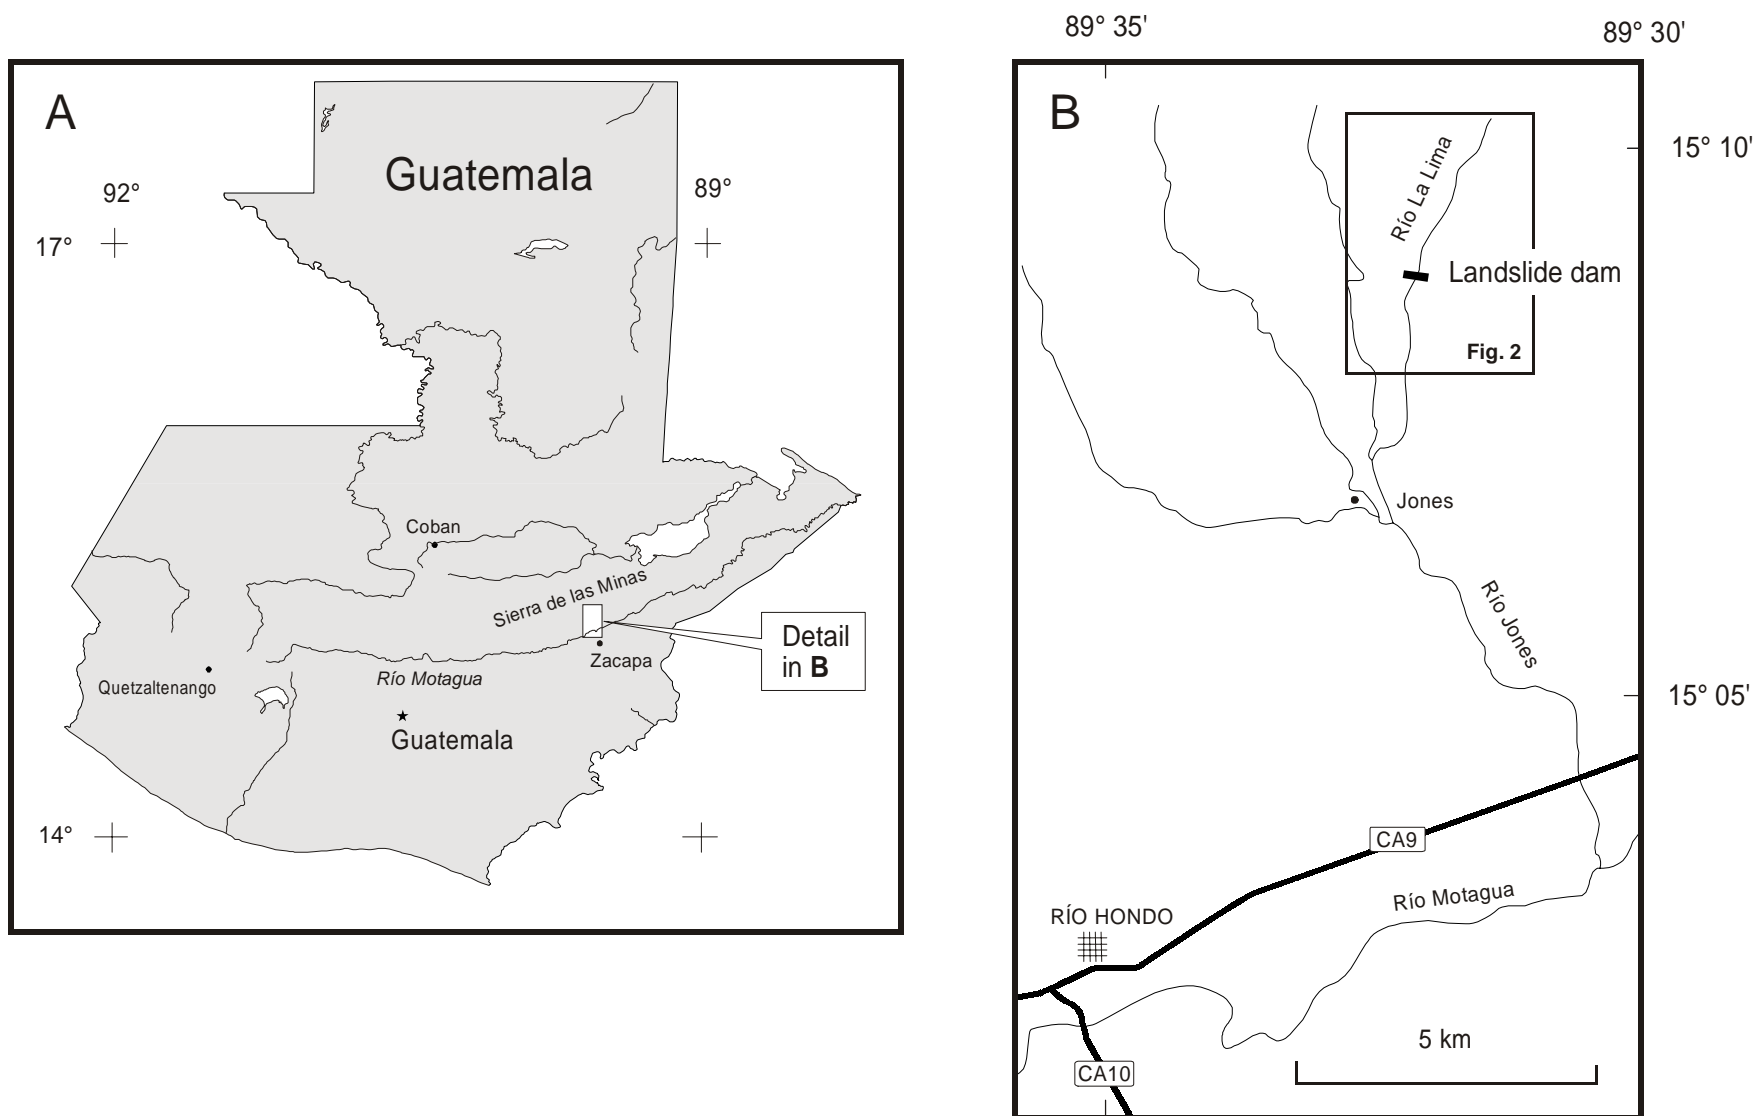 A
Guatemala
92°
89°
17°
Coban
Sierra de las Minas
Detail
in B
Zacapa
Río Motagua
Quetzaltenango
Guatemala
14°
89° 35'
89° 30'
B
15° 10'
Río La Lima
Landslide dam
Fig. 2
Jones
Río Jones
15° 05'
CA9
Río Motagua
RÍO HONDO
5 km
CA10